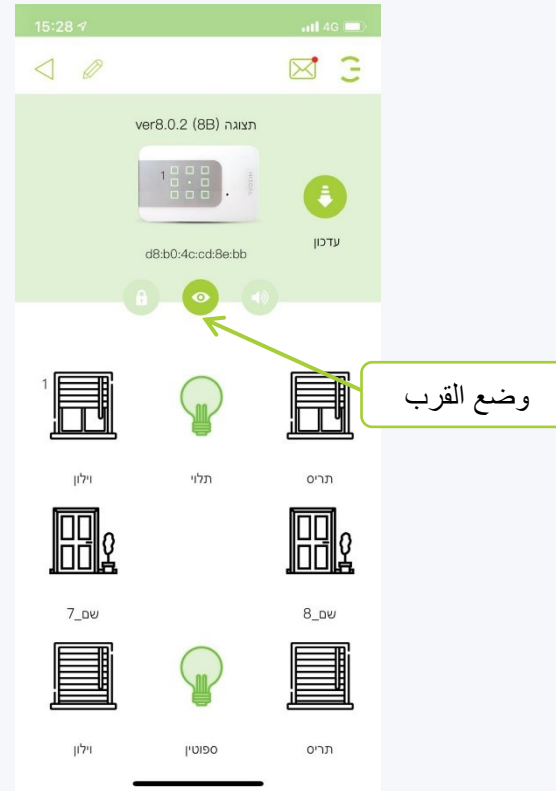 15:28 4G
תצוגה ver8.0.2 (8B)
1
עדכון
d8:b0:4c:cd:8e:bb
وضع القرب
1
תריס תלוי וילון
שם_8 שם_7
תריס ספוטין וילון